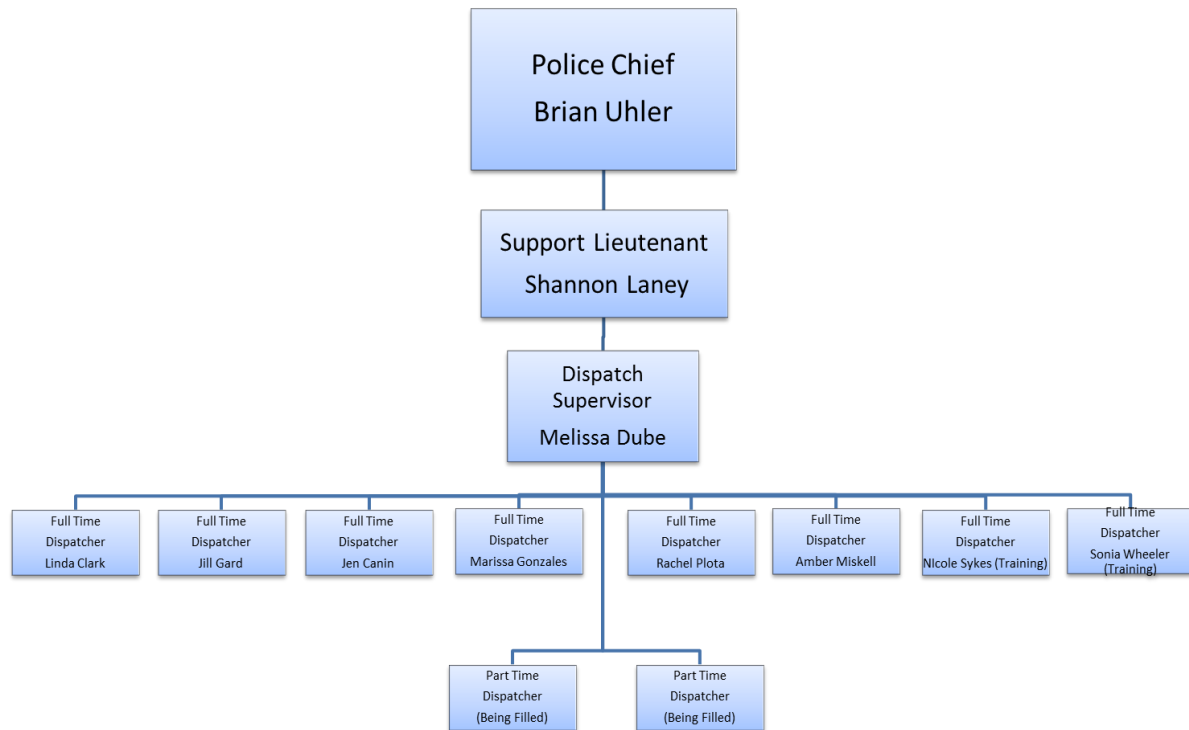 Police Chief
Brian Uhler
Support Lieutenant
Shannon Laney
Dispatch
Supervisor
Melissa Dube
Full Time
Dispatcher
Linda Clark
Full Time
Dispatcher
Jill Gard
Full Time
Dispatcher
Jen Canin
Full Time
Dispatcher
Marissa Gonzales
Full Time
Dispatcher
Rachel Plota
Full Time
Dispatcher
Amber Miskell
Full Time
Dispatcher
NIcole Sykes (Training)
Full Time
Dispatcher
Sonia Wheeler
(Training)
Part Time
Dispatcher
(Being Filled)
Part Time
Dispatcher
(Being Filled)